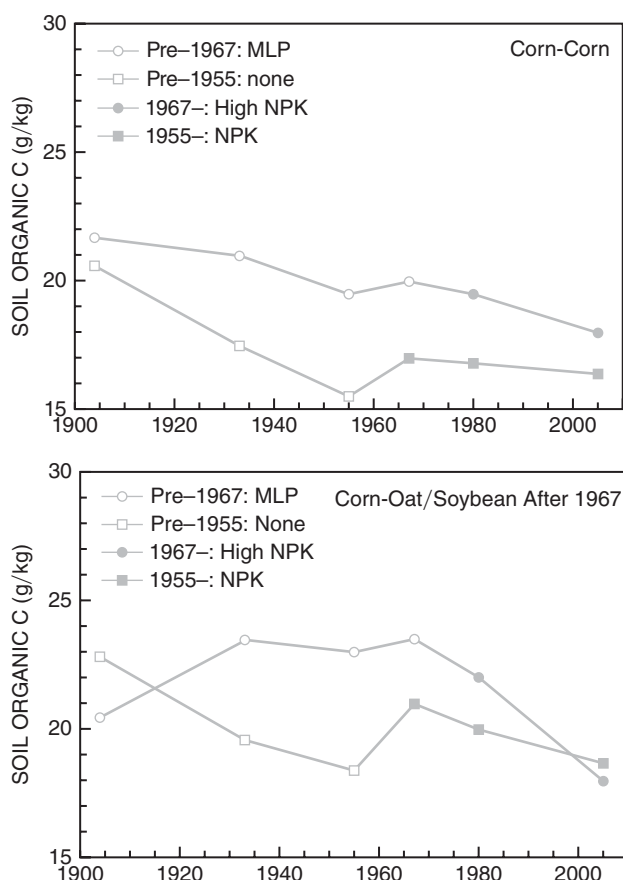 30
25
20
15
SOIL ORGANIC C (g/kg)
Pre–1967: MLP
Pre–1955: none
1967–: High NPK
1955–: NPK
Corn-Corn
1900 1920 1940 1960 1980 2000
30
25
20
15
SOIL ORGANIC C (g/kg)
Pre–1967: MLP
Pre–1955: None
1967–: High NPK
1955–: NPK
Corn-Oat/Soybean After 1967
1900 1920 1940 1960 1980 2000